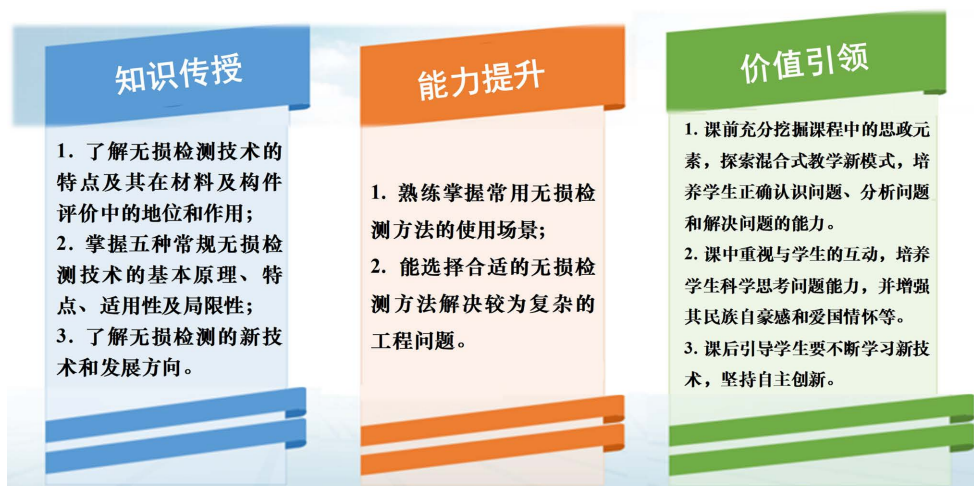 知识传授
1. 了解无损检测技术的
特点及其在材料及构件
评价中的地位和作用；
2. 掌握五种常规无损检
测技术的基本原理、特
点、适用性及局限性；
3. 了解无损检测的新技
术和发展方向。
能力提升
1. 熟练掌握常用无损检
测方法的使用场景；
2. 能选择合适的无损检
测方法解决较为复杂的
工程问题。
价值引领
1. 课前充分挖掘课程中的思政元
素，探索混合式教学新模式，培
养学生正确认识问题、分析问题
和解决问题的能力。
2. 课中重视与学生的互动，培养
学生科学思考问题能力，并增强
其民族自豪感和爱国情怀等。
3. 课后引导学生要不断学习新技
术，坚持自主创新。